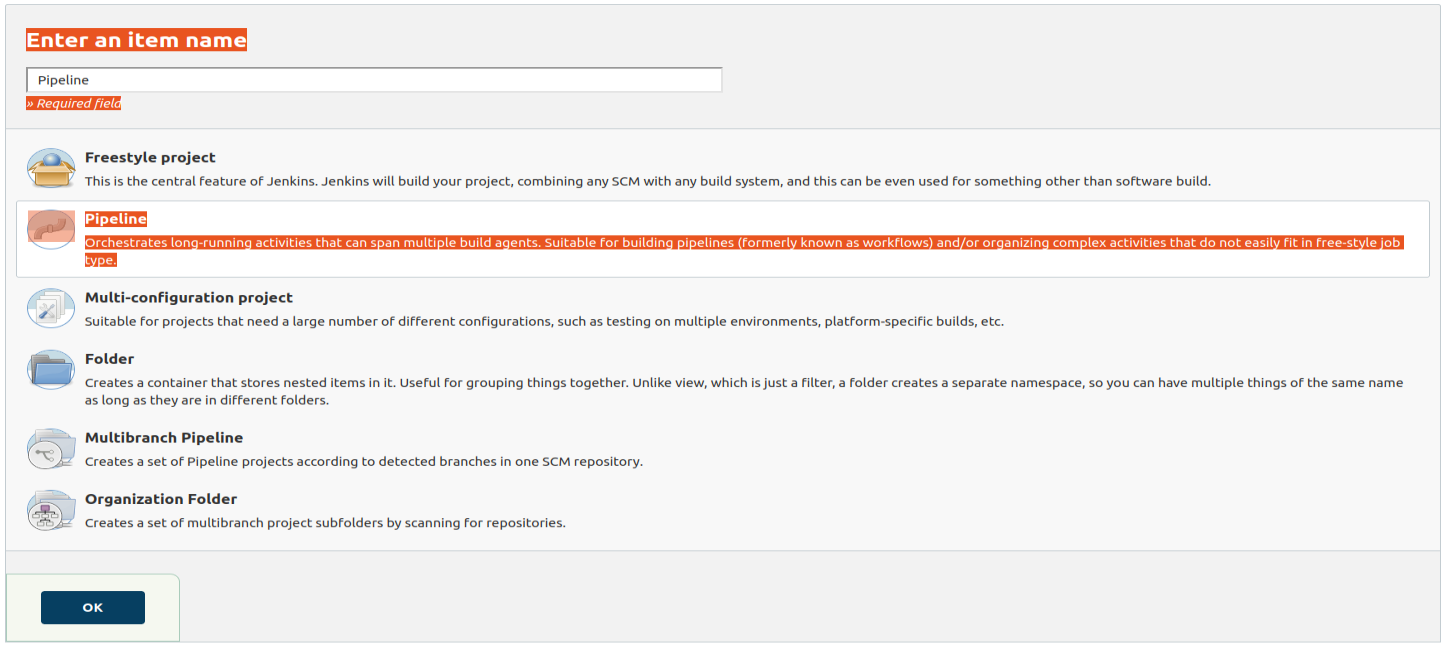 Enter an item name
Pipeline
» Required field
Freestyle project
This is the central feature of Jenkins. Jenkins will build your project, combining any SCM with any build system, and this can be even used for something other than software build.
Pipeline
Orchestrates long-running activities that can span multiple build agents. Suitable for building pipelines (formerly known as workflows) and/or organizing complex activities that do not easily fit in free-style job
type.
Multi-configuration project
Suitable for projects that need a large number of different configurations, such as testing on multiple environments, platform-specific builds, etc.
Folder
Creates a container that stores nested items in it. Useful for grouping things together. Unlike view, which is just a filter, a folder creates a separate namespace, so you can have multiple things of the same name
as long as they are in different folders.
Multibranch Pipeline
Creates a set of Pipeline projects according to detected branches in one SCM repository.
Organization Folder
Creates a set of multibranch project subfolders by scanning for repositories.
OK